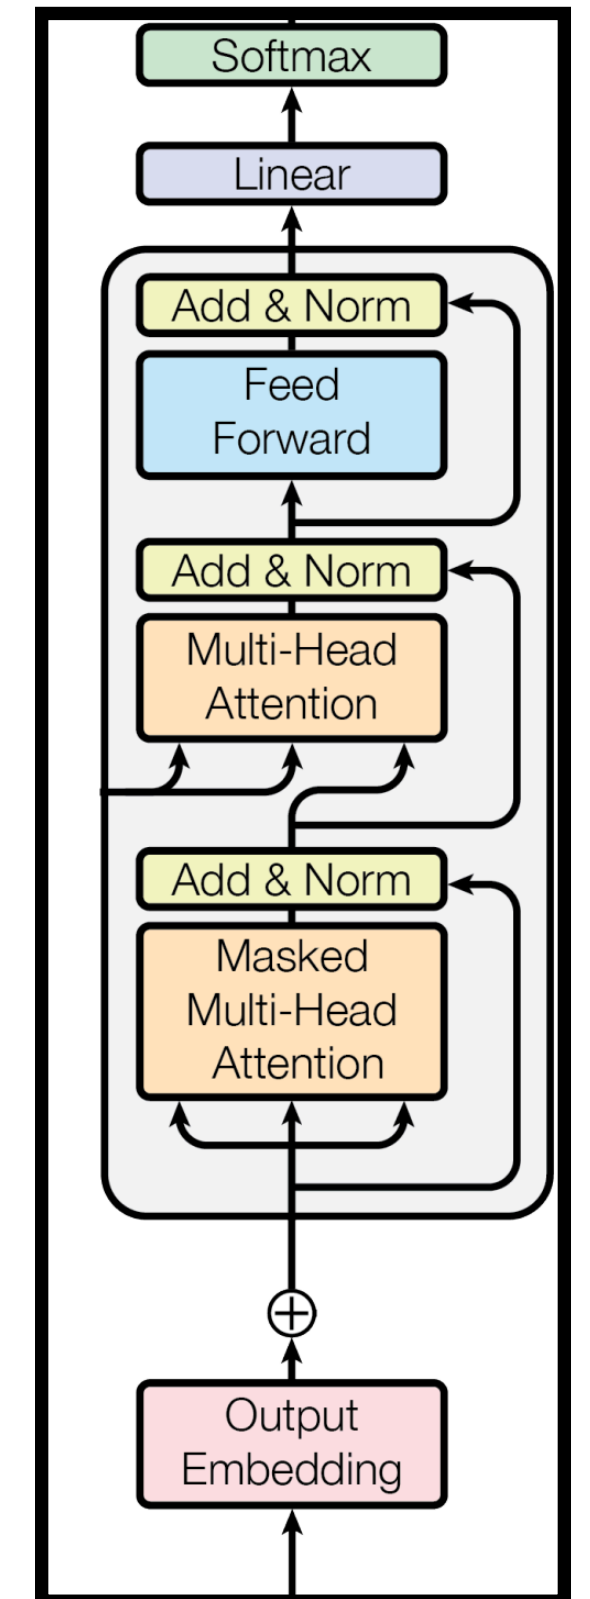 Softmax
Linear
Add & Norm
Feed
Forward
Add & Norm
Multi-Head
Attention
Add & Norm
Masked
Multi-Head
Attention
Output
Embedding